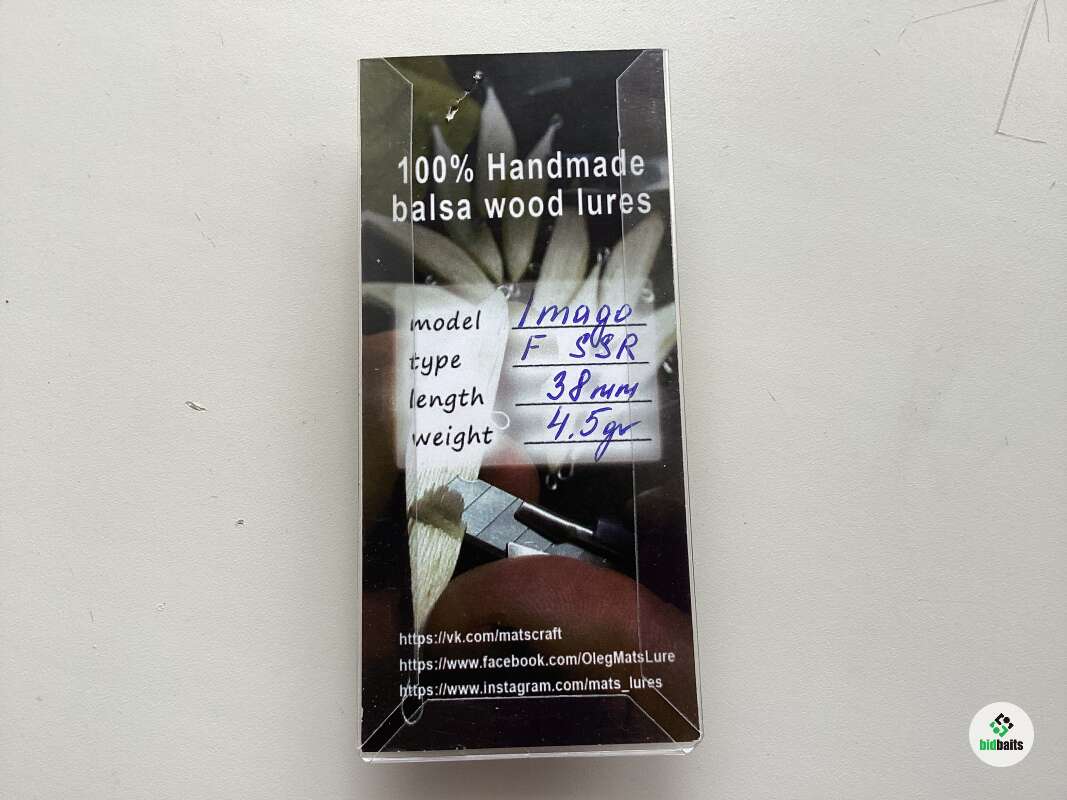 100% Handmade
balsa wood lures
model Imago
type F SSR
length 38mm
weight 4.5gr
https://vk.com/matscraft
https://www.facebook.com/OlegMatsLure
https://www.instagram.com/mats_lures
bidbaits